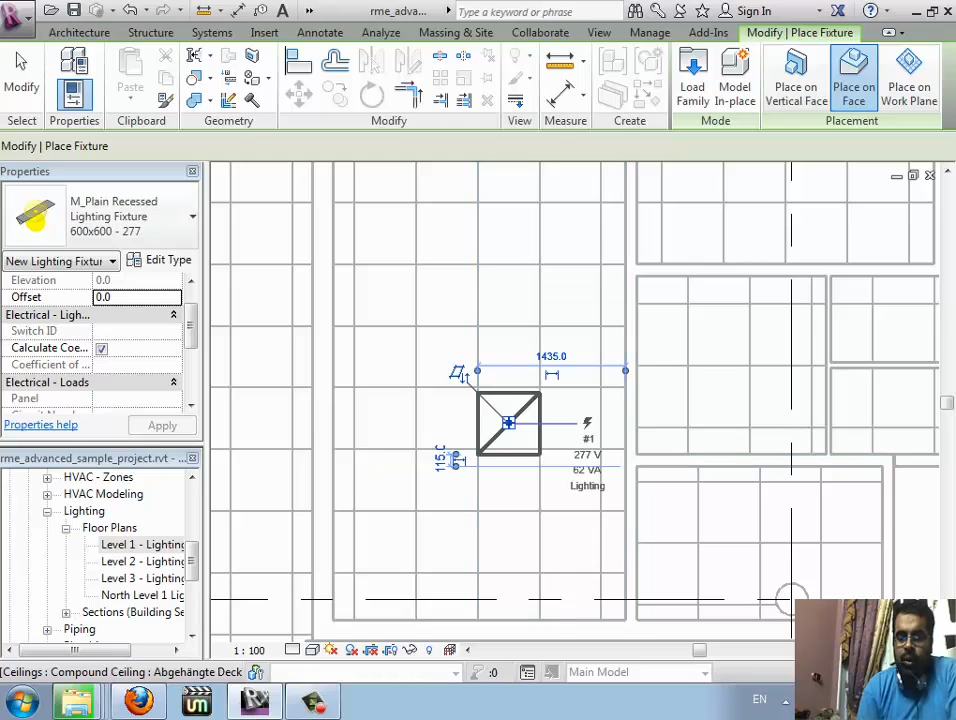 rme_adva...
Type a keyword or phrase
Sign In
Architecture Structure Systems Insert Annotate Analyze Massing & Site Collaborate View Manage Add-Ins Modify | Place Fixture
Modify Paste Load Family Model In-place Place on Vertical Face Place on Face Place on Work Plane
Select Properties Clipboard Geometry Modify View Measure Create Mode Placement
Modify | Place Fixture
Properties
M_Plain Recessed
Lighting Fixture
600x600 - 277
New Lighting Fixtur Edit Type
Elevation 0.0
Offset 0.0
Electrical - Ligh...
Switch ID
Calculate Coe...
Coefficient of
Electrical - Loads
Panel
Properties help Apply
rme_advanced_sample_project.rvt - ...
HVAC - Zones
HVAC Modeling
Lighting
Floor Plans
Level 1 - Lighting
Level 2 - Lighting
Level 3 - Lighting
North Level 1 Lig
Sections (Building Se
Piping
Plumbing
1435.0
115.0
#1
277 V
62 VA
Lighting
1 : 100
[Ceilings : Compound Ceiling : Abgehängte Deck
:0
Main Model
EN